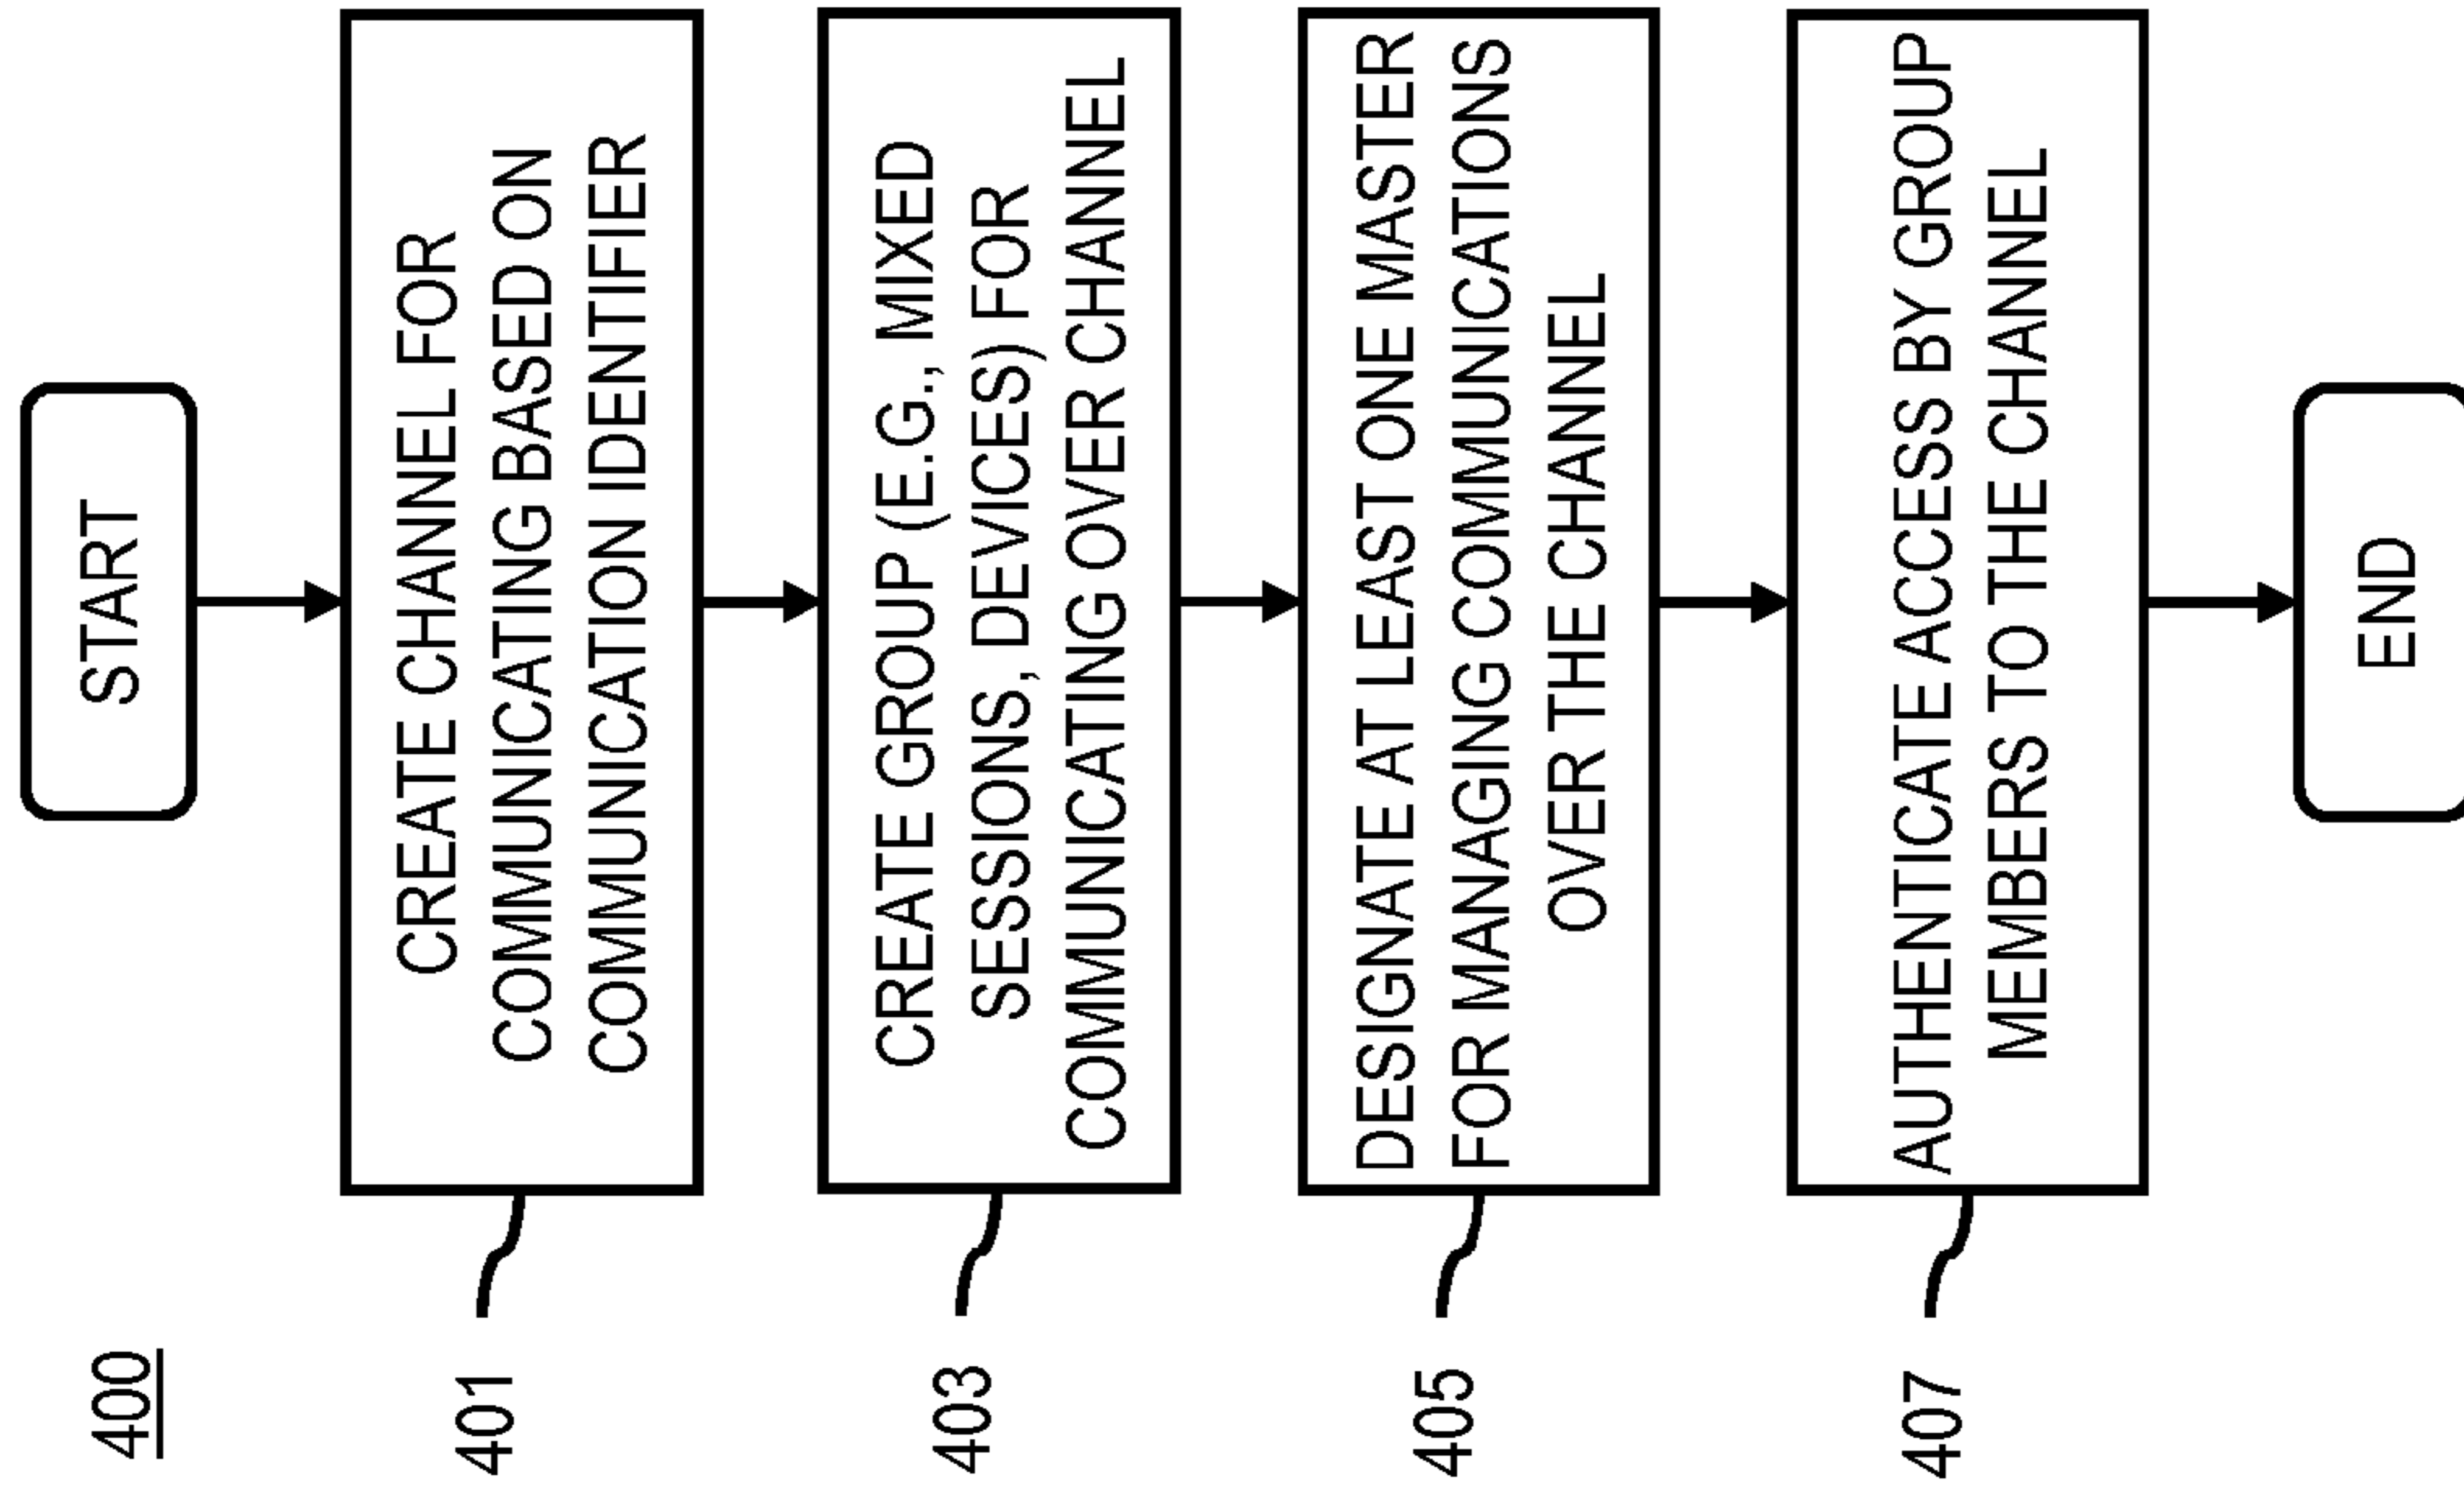 400
START
401
CREATE CHANNEL FOR
COMMUNICATING BASED ON
COMMUNICATION IDENTIFIER
403
CREATE GROUP (E.G., MIXED
SESSIONS, DEVICES) FOR
COMMUNICATING OVER CHANNEL
405
DESIGNATE AT LEAST ONE MASTER
FOR MANAGING COMMUNICATIONS
OVER THE CHANNEL
407
AUTHENTICATE ACCESS BY GROUP
MEMBERS TO THE CHANNEL
END